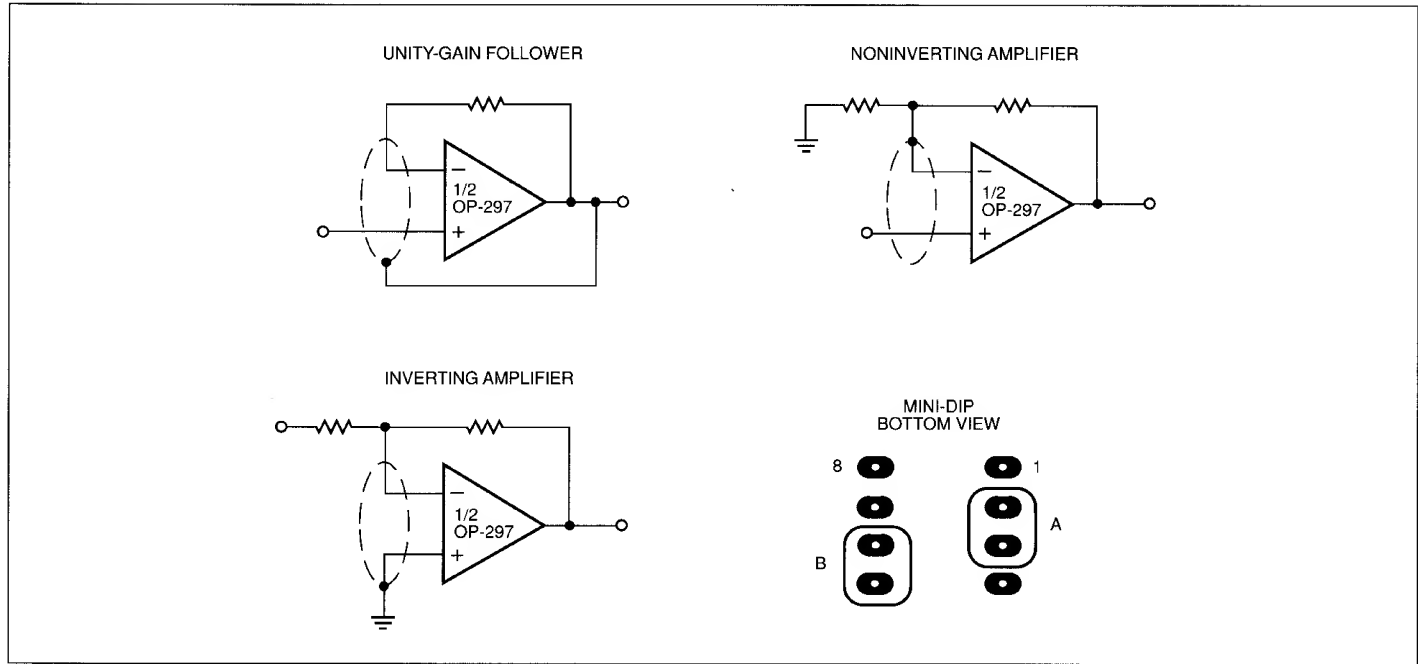 UNITY-GAIN FOLLOWER
−
1/2
OP-297
+
NONINVERTING AMPLIFIER
−
1/2
OP-297
+
INVERTING AMPLIFIER
−
1/2
OP-297
+
MINI-DIP
BOTTOM VIEW
8
1
A
B